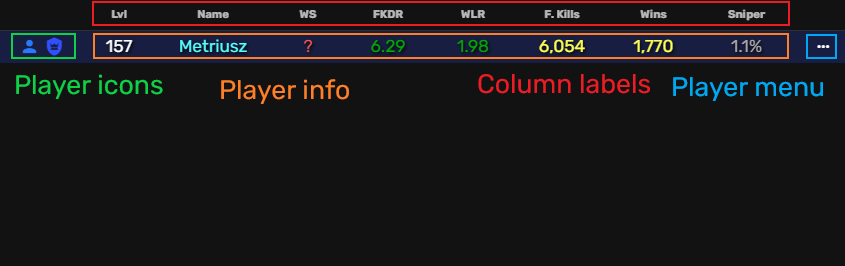 Lvl Name WS FKDR WLR F. Kills Wins Sniper
157 Metriusz ? 6.29 1.98 6,054 1,770 1.1% ...
Player icons Player info Column labels Player menu